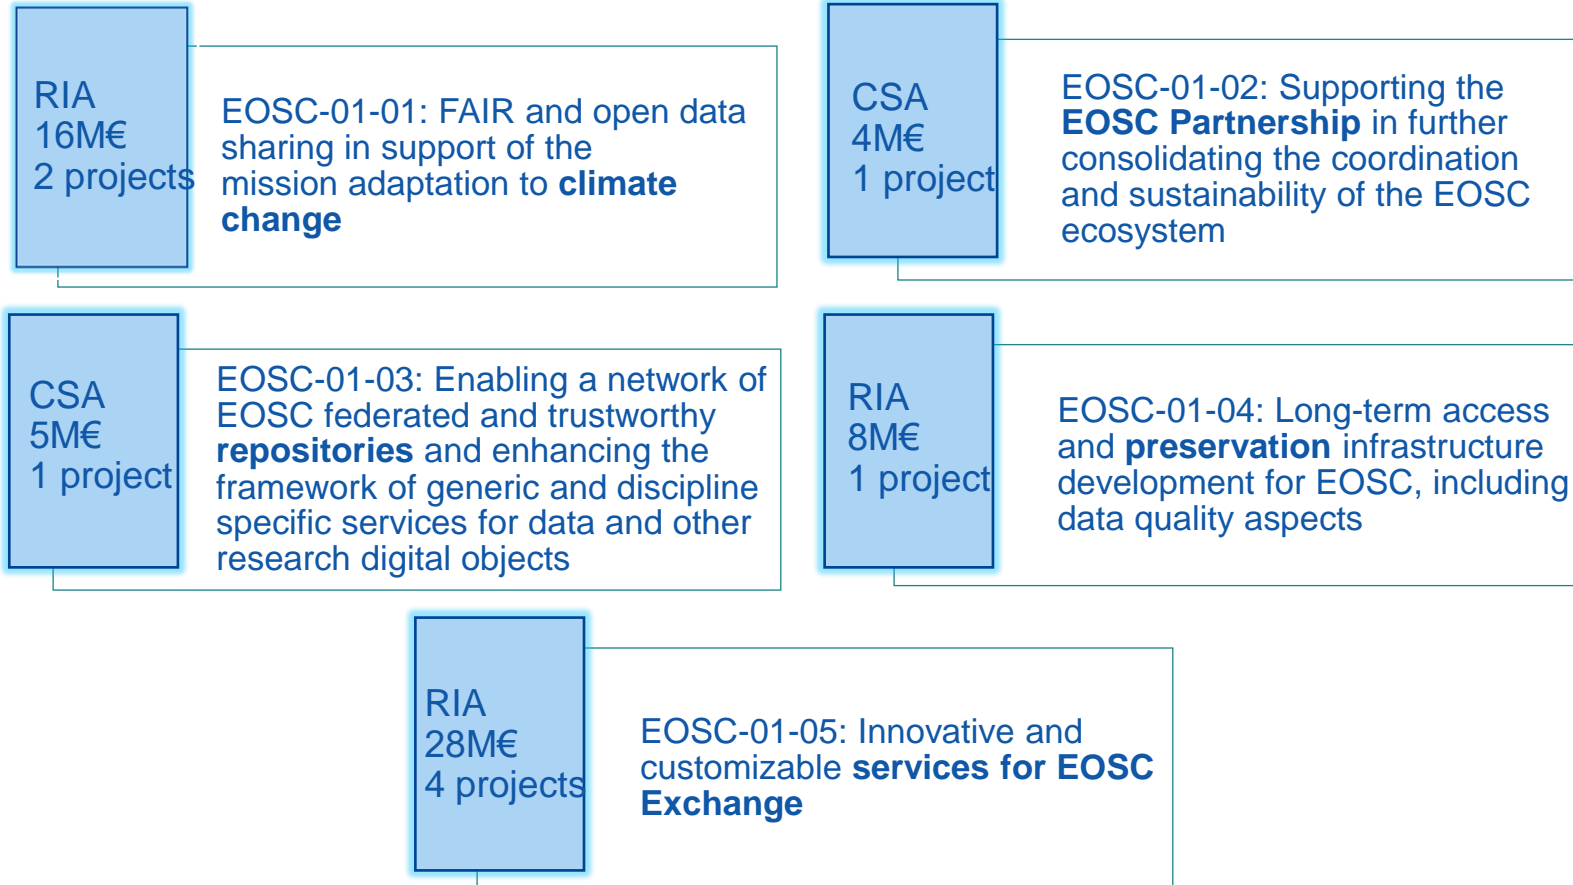 RIA
16M€
2 projects
EOSC-01-01: FAIR and open data
sharing in support of the
mission adaptation to climate
change
CSA
4M€
1 project
EOSC-01-02: Supporting the
EOSC Partnership in further
consolidating the coordination
and sustainability of the EOSC
ecosystem
CSA
5M€
1 project
EOSC-01-03: Enabling a network of
EOSC federated and trustworthy
repositories and enhancing the
framework of generic and discipline
specific services for data and other
research digital objects
RIA
8M€
1 project
EOSC-01-04: Long-term access
and preservation infrastructure
development for EOSC, including
data quality aspects
RIA
28M€
4 projects
EOSC-01-05: Innovative and
customizable services for EOSC
Exchange